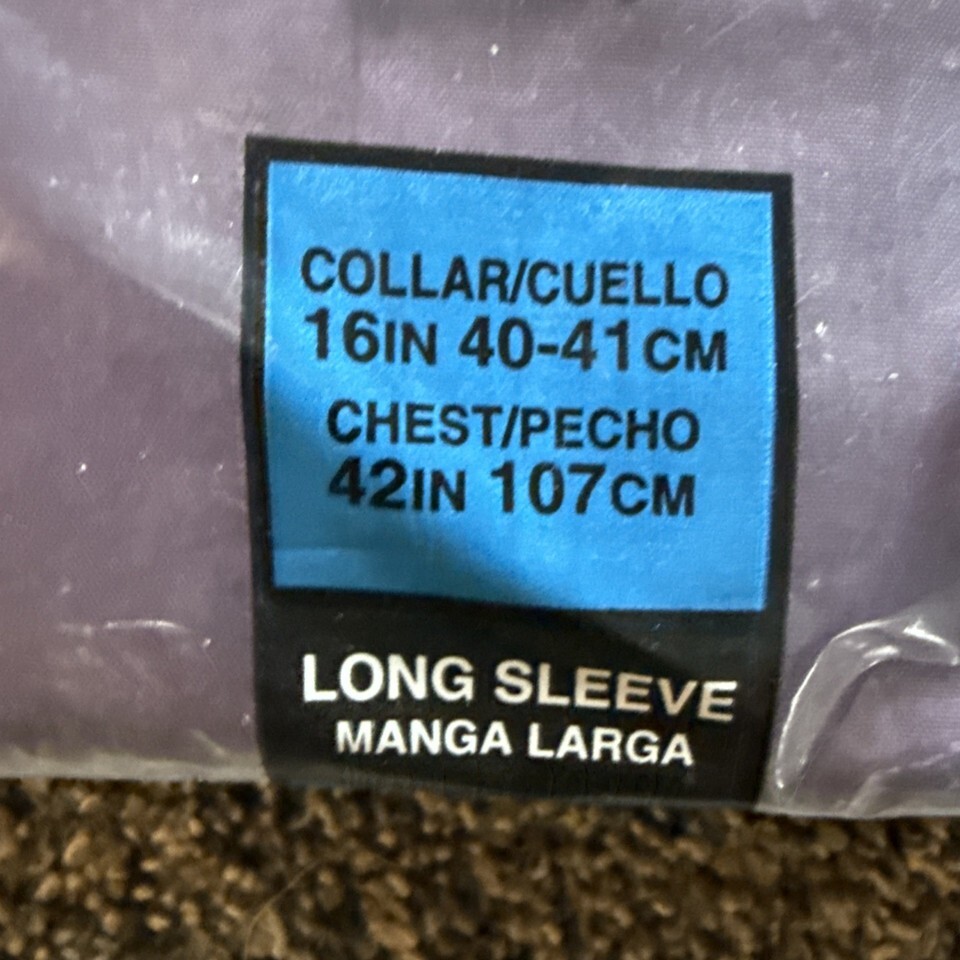 COLLAR/CUELLO
16IN 40-41CM
CHEST/PECHO
42IN 107CM
LONG SLEEVE
MANGA LARGA